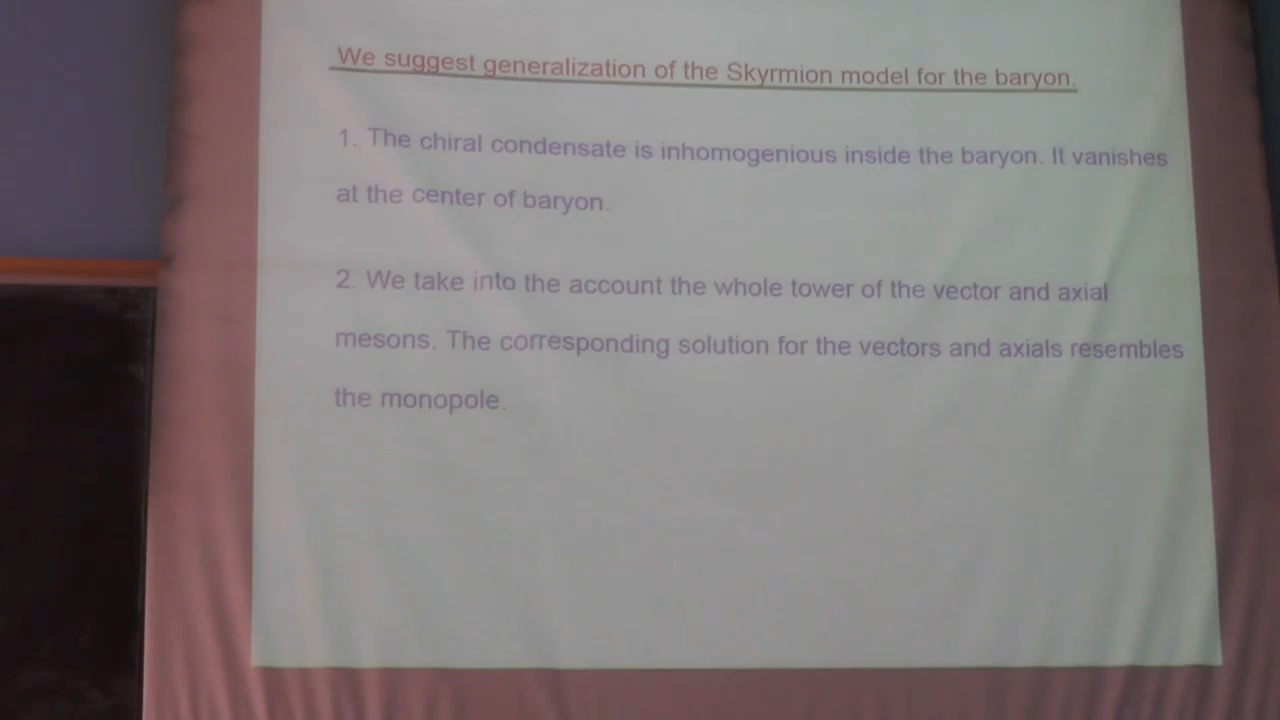 We suggest generalization of the Skyrmion model for the baryon.
1. The chiral condensate is inhomogenious inside the baryon. It vanishes
at the center of baryon.
2. We take into the account the whole tower of the vector and axial
mesons. The corresponding solution for the vectors and axials resembles
the monopole.